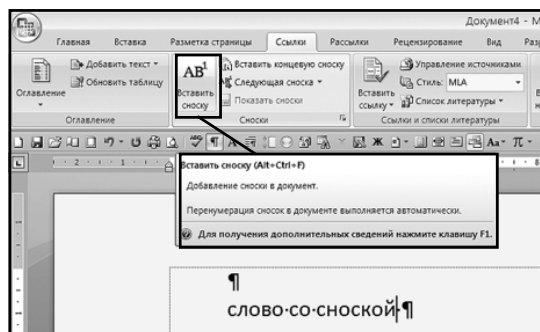 Документ4 - М
Главная Вставка Разметка страницы Ссылки Рассылки Рецензирование Вид Раз
Оглавление
Добавить текст
Обновить таблицу
Оглавление
AB¹
Вставить сноску
Вставить концевую сноску
Следующая сноска
Показать сноски
Сноски
Вставить ссылку
Управление источниками
Стиль: MLA
Список литературы
Ссылки и списки литературы
Вставить сноску (Alt+Ctrl+F)
Добавление сноски в документ.
Перенумерация сносок в документе выполняется автоматически.
Для получения дополнительных сведений нажмите клавишу F1.
¶
слово·со·сноской·¶